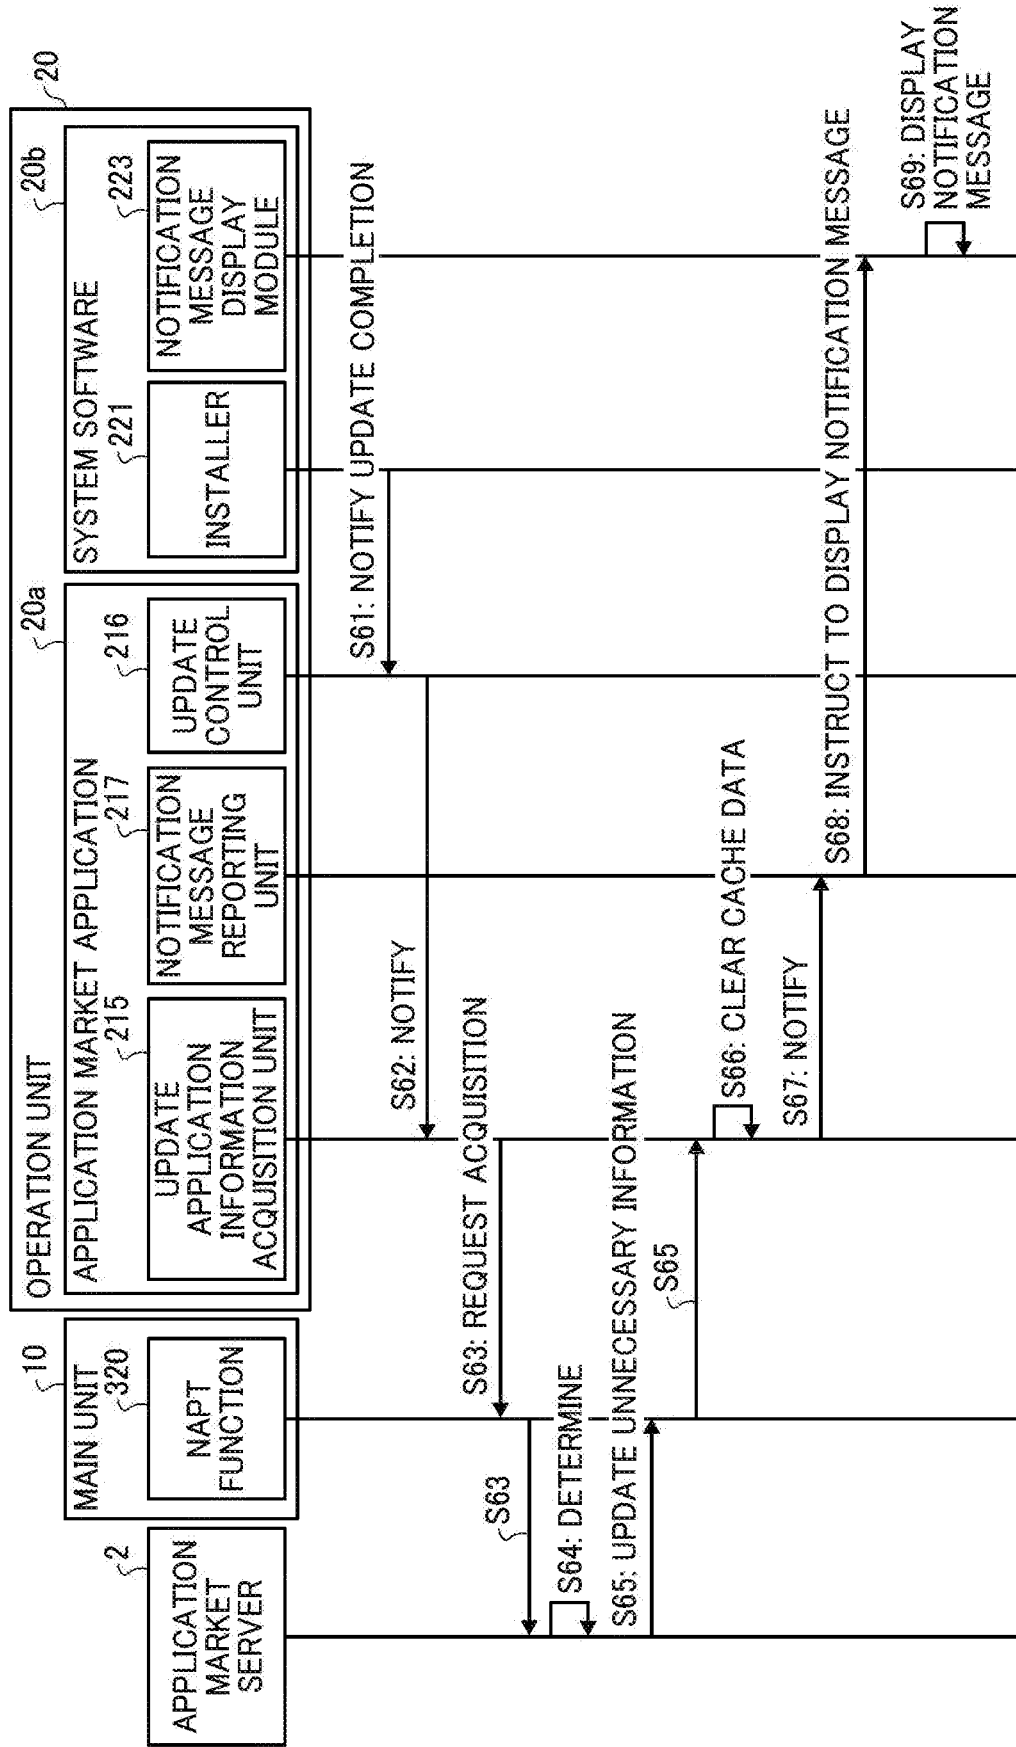 2
APPLICATION
MARKET
SERVER
10
MAIN UNIT
320
NAPT
FUNCTION
20
OPERATION UNIT
20a
APPLICATION MARKET APPLICATION
215
UPDATE
APPLICATION
INFORMATION
ACQUISITION UNIT
217
NOTIFICATION
MESSAGE
REPORTING
UNIT
216
UPDATE
CONTROL
UNIT
20b
SYSTEM SOFTWARE
221
INSTALLER
223
NOTIFICATION
MESSAGE
DISPLAY
MODULE
S61: NOTIFY UPDATE COMPLETION
S62: NOTIFY
S63: REQUEST ACQUISITION
S63
S64: DETERMINE
S65: UPDATE UNNECESSARY INFORMATION
S65
S66: CLEAR CACHE DATA
S67: NOTIFY
S68: INSTRUCT TO DISPLAY NOTIFICATION MESSAGE
S69: DISPLAY
NOTIFICATION
MESSAGE